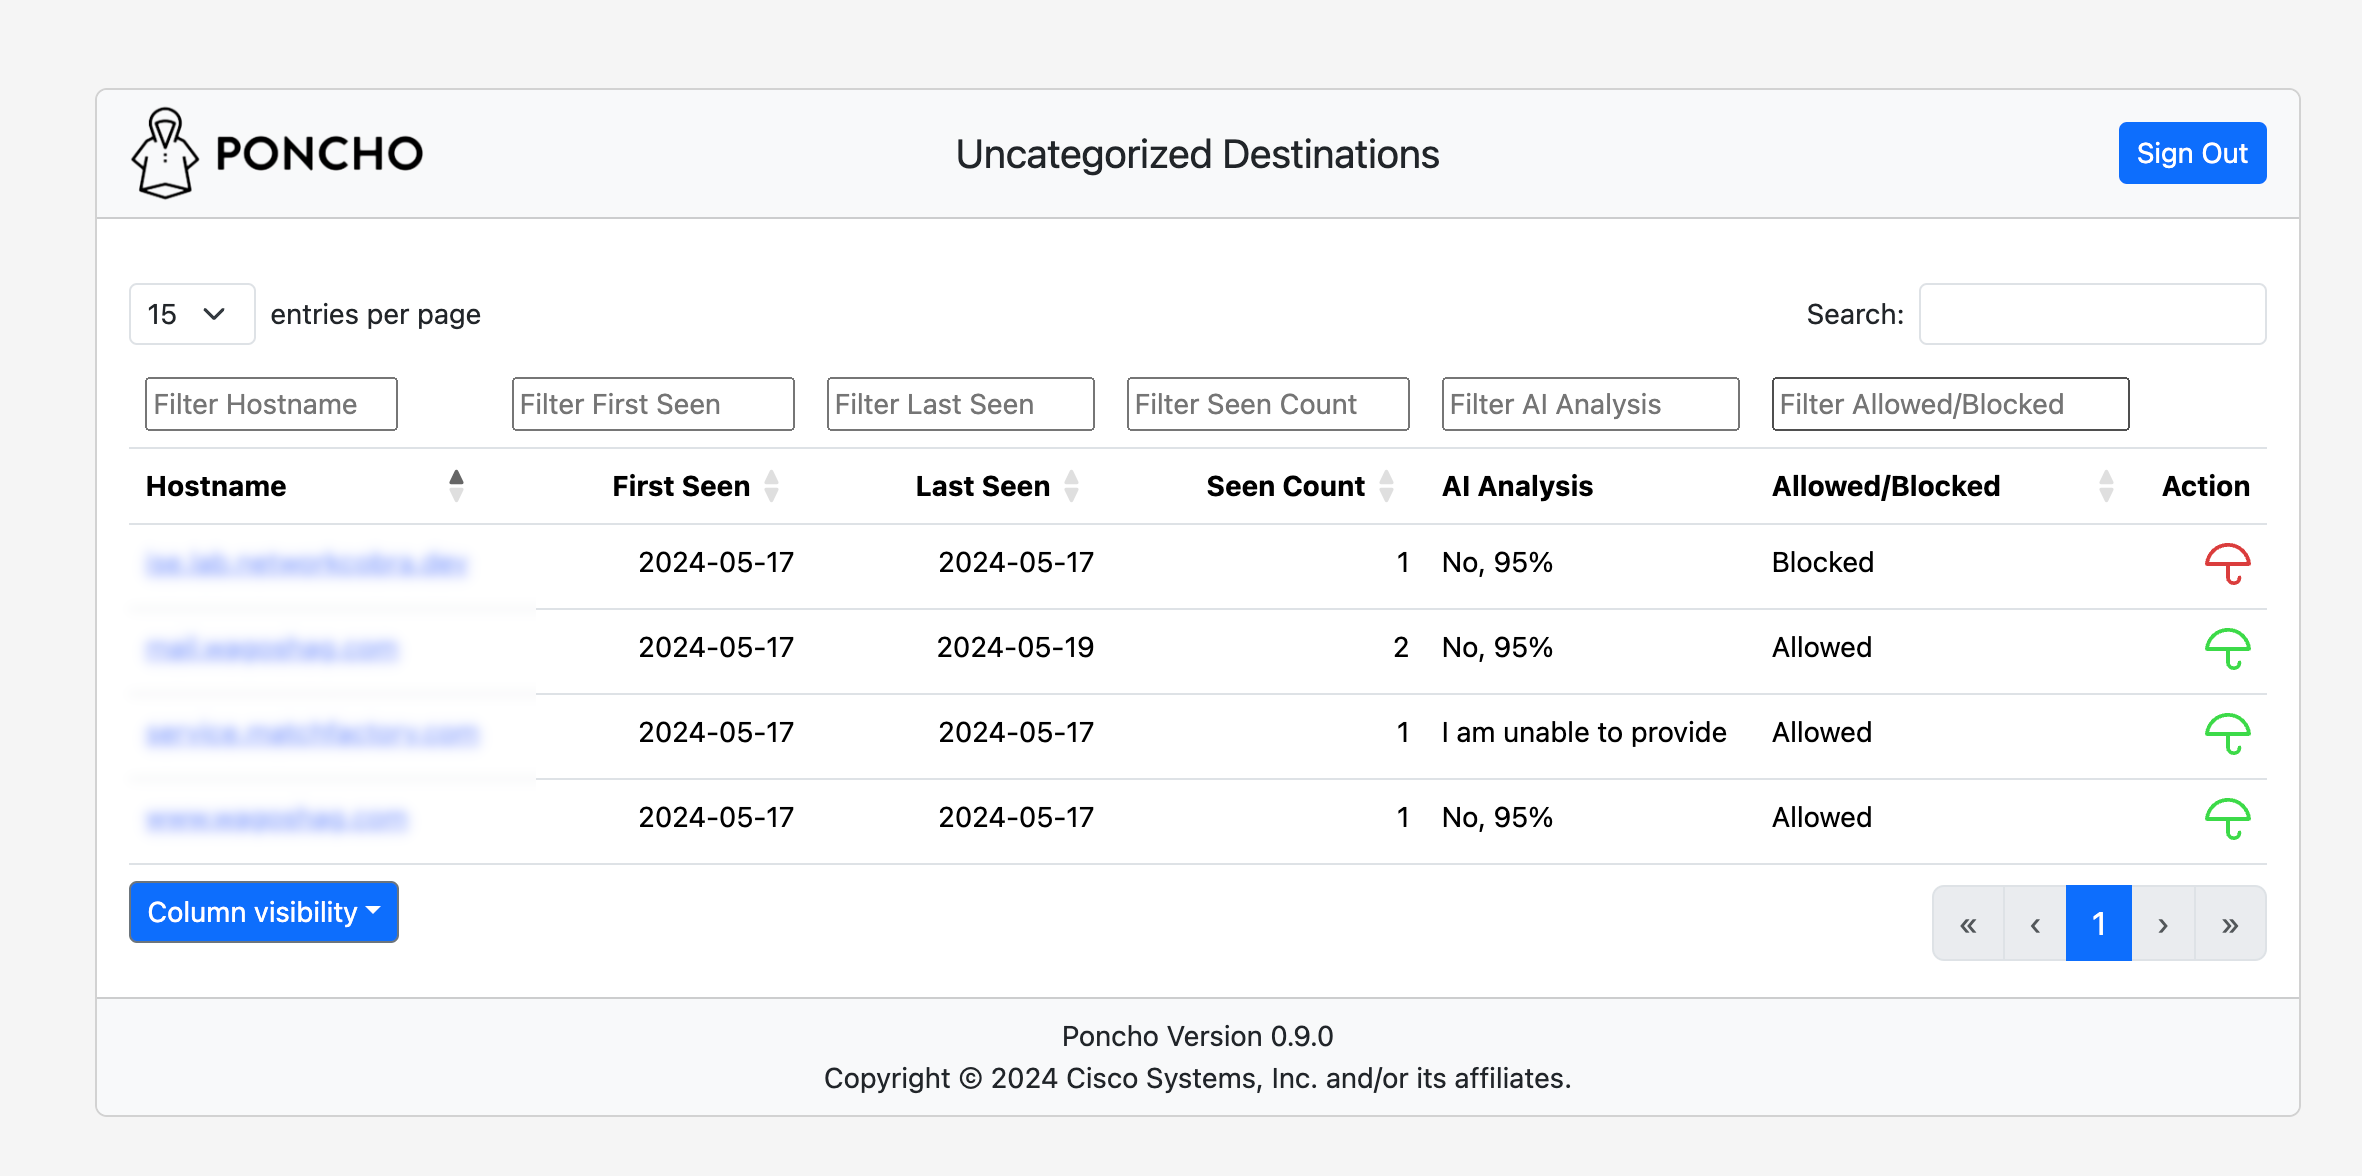 PONCHO
Uncategorized Destinations
Sign Out
15 entries per page
Search:
Filter Hostname Filter First Seen Filter Last Seen Filter Seen Count Filter AI Analysis Filter Allowed/Blocked
Hostname First Seen Last Seen Seen Count AI Analysis Allowed/Blocked Action
2024-05-17 2024-05-17 1 No, 95% Blocked
2024-05-17 2024-05-19 2 No, 95% Allowed
2024-05-17 2024-05-17 1 I am unable to provide Allowed
2024-05-17 2024-05-17 1 No, 95% Allowed
Column visibility
« ‹ 1 › »
Poncho Version 0.9.0
Copyright © 2024 Cisco Systems, Inc. and/or its affiliates.